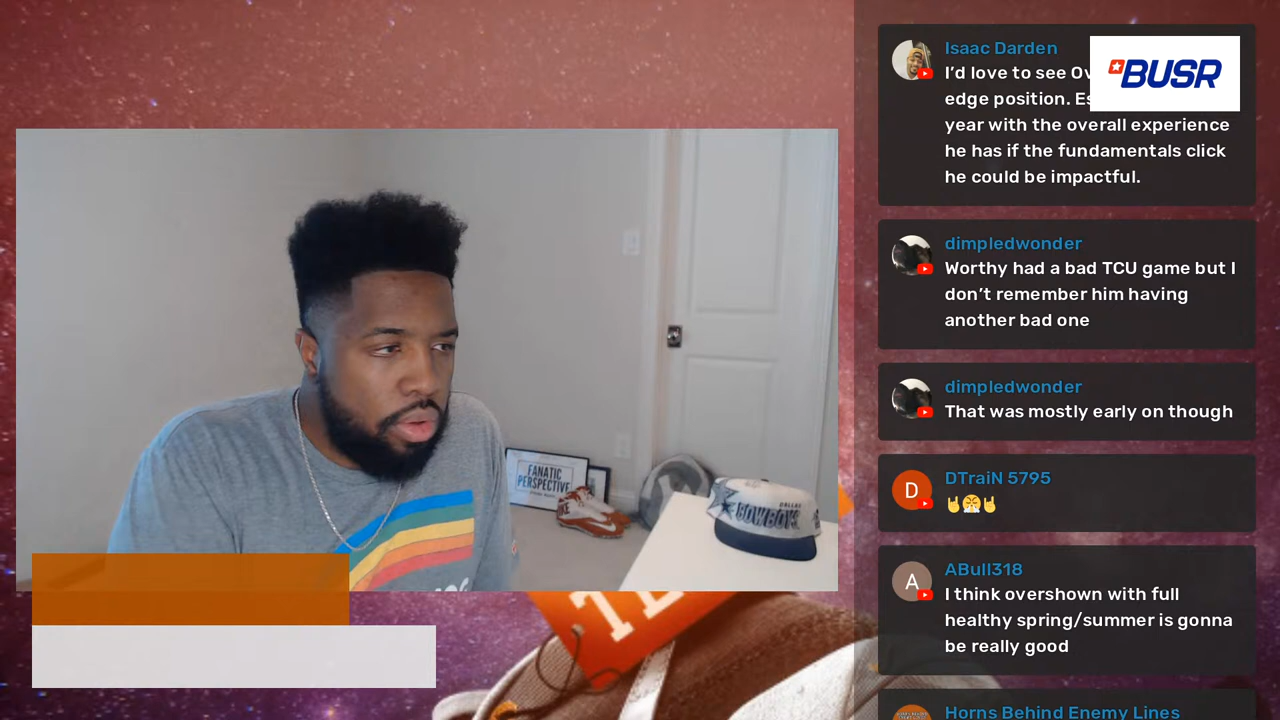 Isaac Darden
I'd love to see Ov
edge position. Es
year with the overall experience
he has if the fundamentals click
he could be impactful.
BUSR
dimpledwonder
Worthy had a bad TCU game but I
don't remember him having
another bad one
dimpledwonder
That was mostly early on though
D
DTraiN 5795
🤘😤🤘
A
ABull318
I think overshown with full
healthy spring/summer is gonna
be really good
Horns Behind Enemy Lines
FANATIC
PERSPECTIVE
DALLAS
COWBOYS